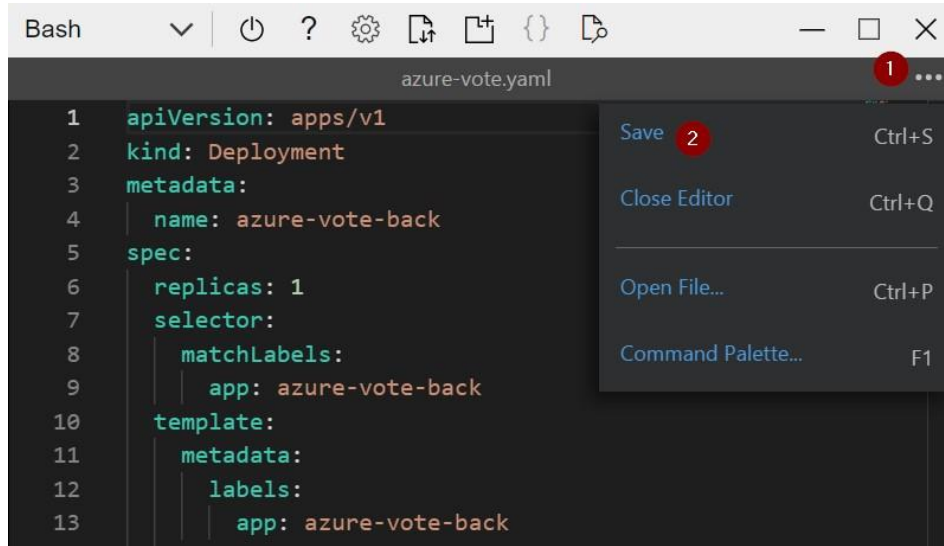 Bash ? { }
azure-vote.yaml 1 •••
1 apiVersion: apps/v1
2 kind: Deployment
3 metadata:
4 name: azure-vote-back
5 spec:
6 replicas: 1
7 selector:
8 matchLabels:
9 app: azure-vote-back
10 template:
11 metadata:
12 labels:
13 app: azure-vote-back
Save 2 Ctrl+S
Close Editor Ctrl+Q
Open File... Ctrl+P
Command Palette... F1